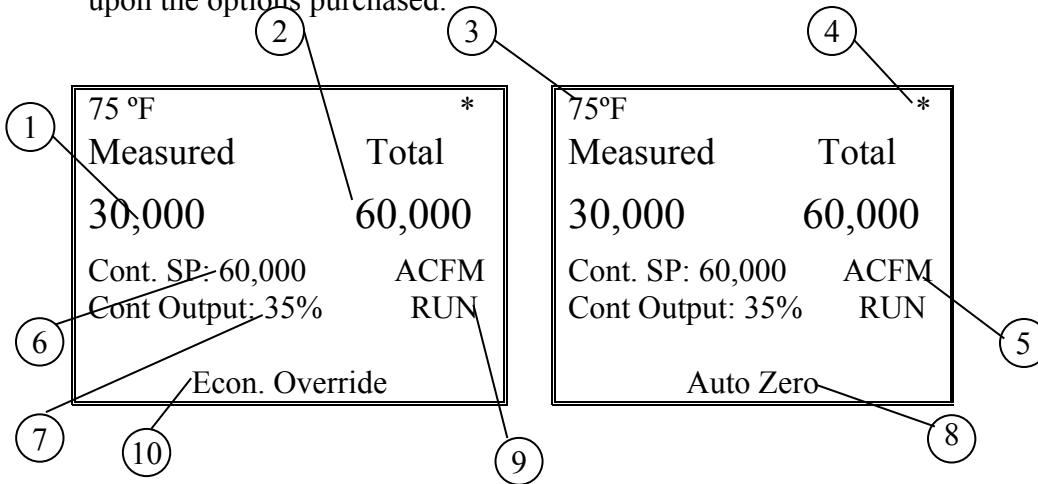 upon the options purchased.
2 3 4
75 ºF * 75ºF *
1
Measured Total Measured Total
30,000 60,000 30,000 60,000
Cont. SP: 60,000 ACFM Cont. SP: 60,000 ACFM
Cont Output: 35% RUN Cont Output: 35% RUN
6 5
Econ. Override Auto Zero
7 10 9 8